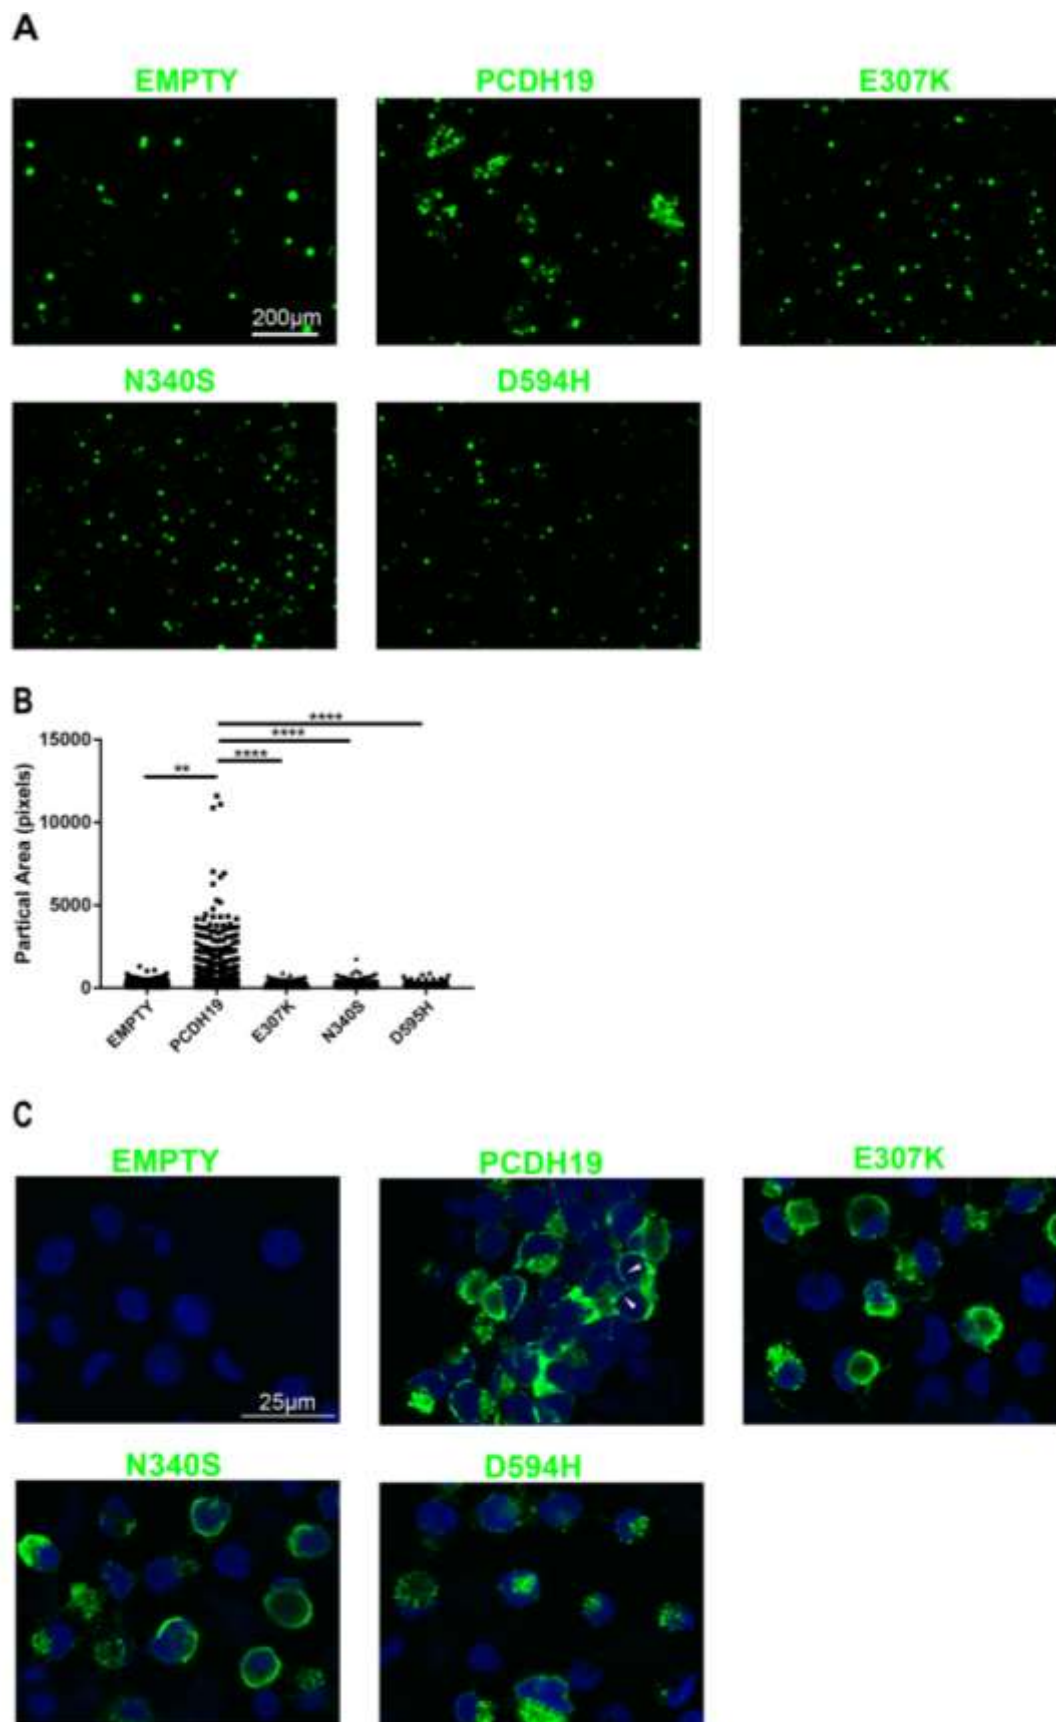 A
EMPTY PCDH19 E307K
200µm
N340S D594H
B
****
****
****
**
15000
10000
5000
0
Partical Area (pixels)
EMPTY PCDH19 E307K N340S D595H
C
EMPTY PCDH19 E307K
25µm
N340S D594H